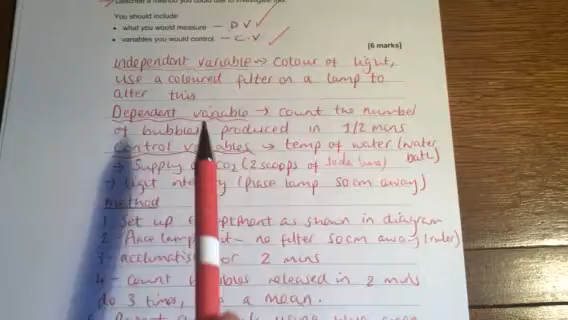 You should include:
• what you would measure — DV
• variables you would control. — C.V
[6 marks]
independent variable → colour of light,
use a coloured filter on a lamp to
alter this
Dependent variable → count the number
of bubbles produced in 1/2 mins
Control variables → temp of water (water bath)
→ Supply of CO2 (2 scoops of
→ light intensity (place lamp 50cm away)
Method
1 Set up as shown in diagram
2 - Place lamp - no filter 50cm away (ruler)
3 - acclimatise for 2 mins
4 - count released in 2 mins
do 3 times, a mean.